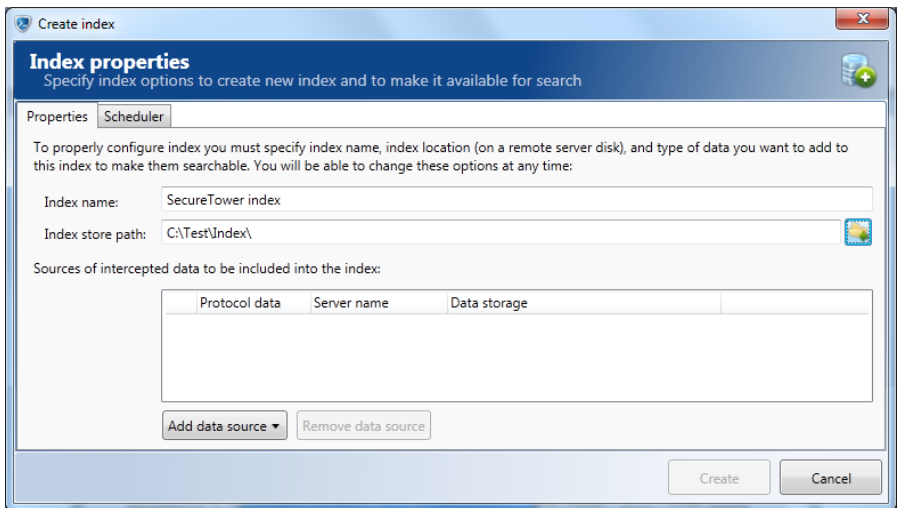 Create index
Index properties
Specify index options to create new index and to make it available for search
Properties Scheduler
To properly configure index you must specify index name, index location (on a remote server disk), and type of data you want to add to
this index to make them searchable. You will be able to change these options at any time:
Index name: SecureTower index
Index store path: C:\Test\Index\
Sources of intercepted data to be included into the index:
Protocol data Server name Data storage
Add data source Remove data source
Create Cancel